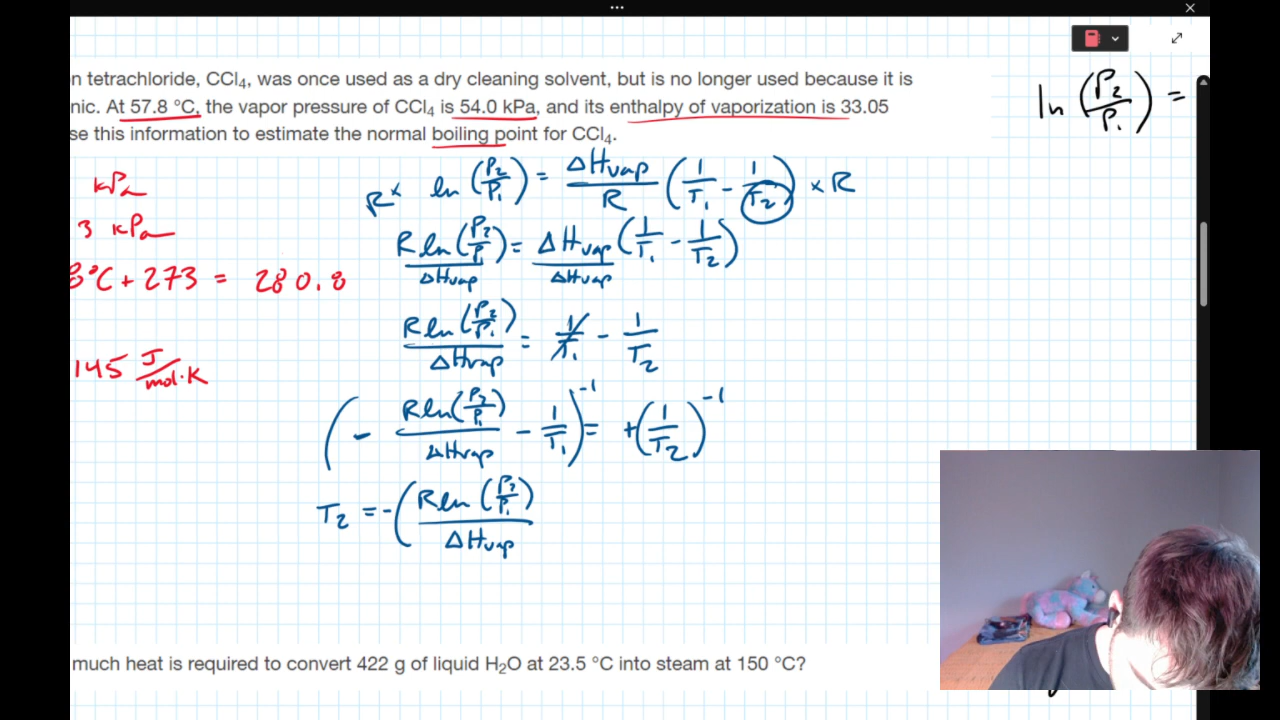 n tetrachloride, CCl₄, was once used as a dry cleaning solvent, but is no longer used because it is
nic. At 57.8 °C, the vapor pressure of CCl₄ is 54.0 kPa, and its enthalpy of vaporization is 33.05
se this information to estimate the normal boiling point for CCl₄.
ln (P₂/P₁) =
kPa
3 kPa
8°C + 273 = 280.8
145 J/mol·K
R × ln (P₂/P₁) = ΔHvap/R (1/T₁ - 1/T₂) × R
R ln (P₂/P₁)/ΔHvap = ΔHvap/ΔHvap (1/T₁ - 1/T₂)
R ln (P₂/P₁)/ΔHvap = 1/T₁ - 1/T₂
(- R ln (P₂/P₁)/ΔHvap - 1/T₁)⁻¹ = +(1/T₂)⁻¹
T₂ = -(R ln (P₂/P₁)/ΔHvap
much heat is required to convert 422 g of liquid H₂O at 23.5 °C into steam at 150 °C?